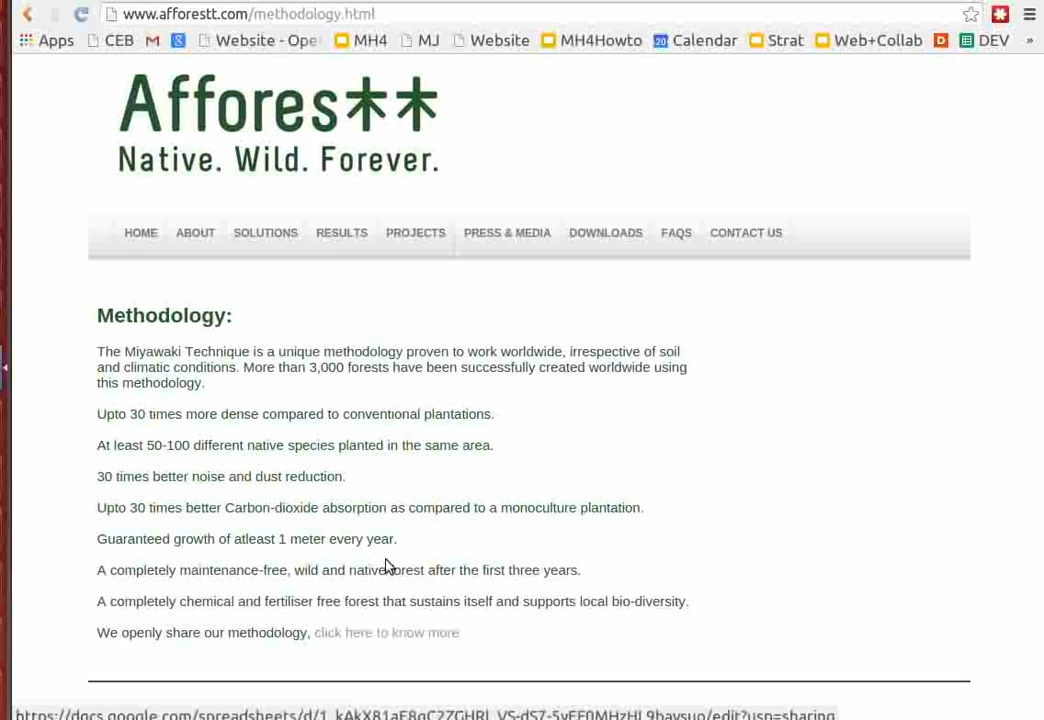 www.afforestt.com/methodology.html
Apps CEB Website - Ope MH4 MJ Website MH4Howto 20 Calendar Strat Web+Collab D DEV »
Afforestt
Native. Wild. Forever.
HOME ABOUT SOLUTIONS RESULTS PROJECTS PRESS & MEDIA DOWNLOADS FAQS CONTACT US
Methodology:
The Miyawaki Technique is a unique methodology proven to work worldwide, irrespective of soil
and climatic conditions. More than 3,000 forests have been successfully created worldwide using
this methodology.
Upto 30 times more dense compared to conventional plantations.
At least 50-100 different native species planted in the same area.
30 times better noise and dust reduction.
Upto 30 times better Carbon-dioxide absorption as compared to a monoculture plantation.
Guaranteed growth of atleast 1 meter every year.
A completely maintenance-free, wild and native forest after the first three years.
A completely chemical and fertiliser free forest that sustains itself and supports local bio-diversity.
We openly share our methodology, click here to know more